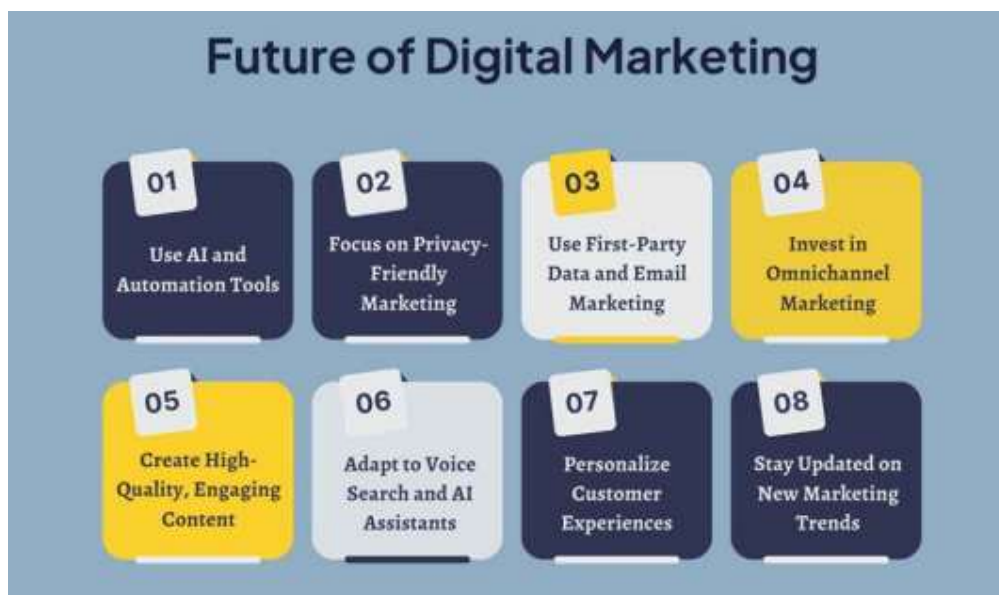 Future of Digital Marketing
01
Use AI and
Automation Tools
02
Focus on Privacy-
Friendly
Marketing
03
Use First-Party
Data and Email
Marketing
04
Invest in
Omnichannel
Marketing
05
Create High-
Quality, Engaging
Content
06
Adapt to Voice
Search and AI
Assistants
07
Personalize
Customer
Experiences
08
Stay Updated on
New Marketing
Trends